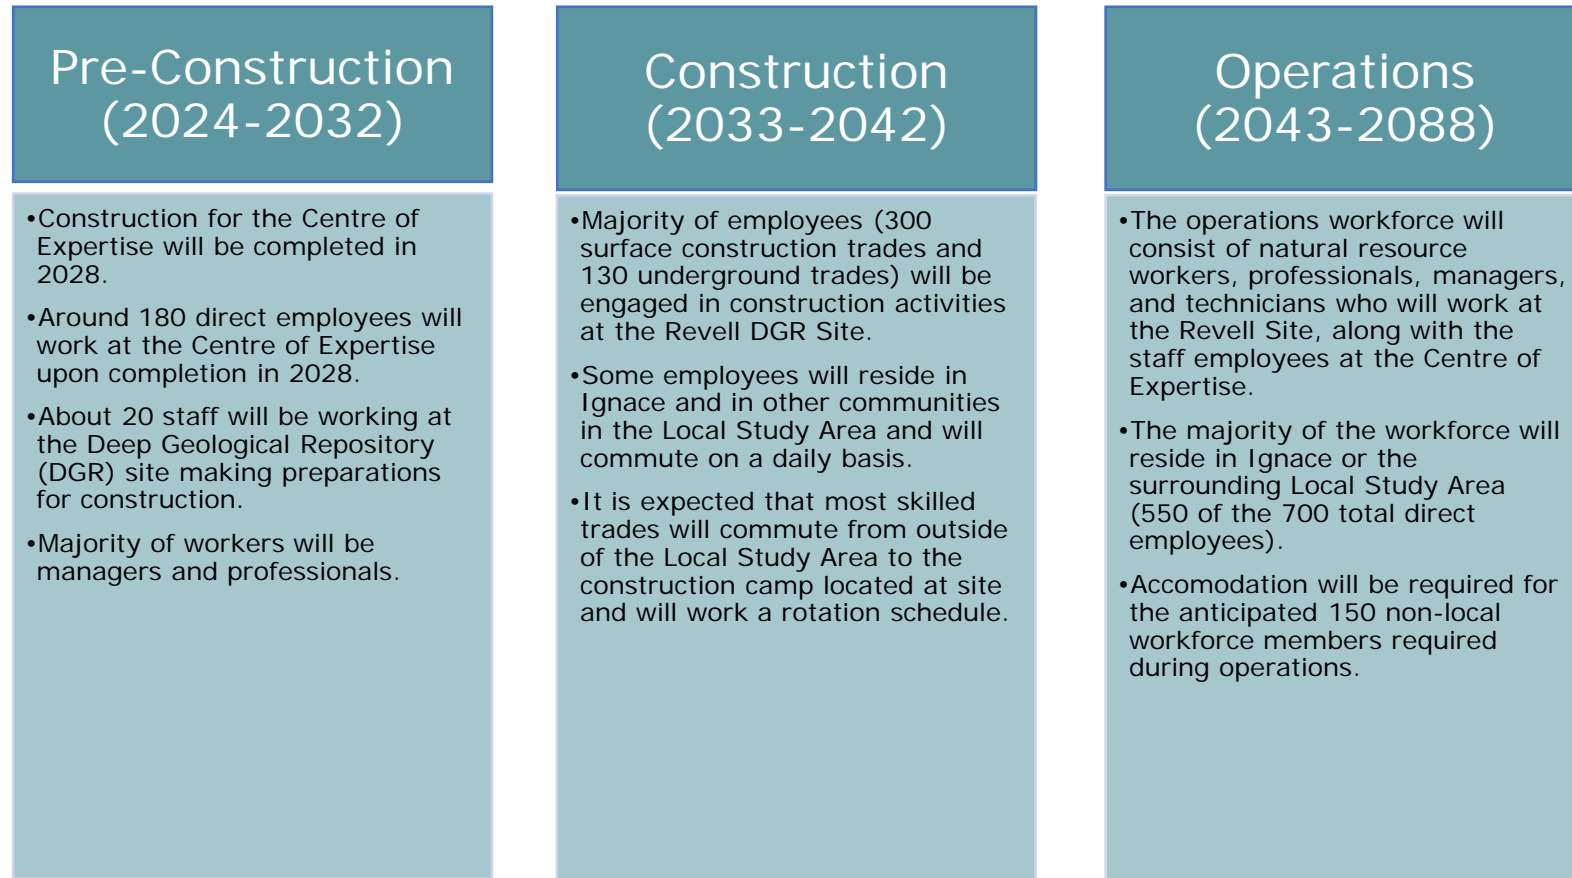 Pre-Construction
(2024-2032)
•Construction for the Centre of
Expertise will be completed in
2028.
•Around 180 direct employees will
work at the Centre of Expertise
upon completion in 2028.
•About 20 staff will be working at
the Deep Geological Repository
(DGR) site making preparations
for construction.
•Majority of workers will be
managers and professionals.
Construction
(2033-2042)
•Majority of employees (300
surface construction trades and
130 underground trades) will be
engaged in construction activities
at the Revell DGR Site.
•Some employees will reside in
Ignace and in other communities
in the Local Study Area and will
commute on a daily basis.
•It is expected that most skilled
trades will commute from outside
of the Local Study Area to the
construction camp located at site
and will work a rotation schedule.
Operations
(2043-2088)
•The operations workforce will
consist of natural resource
workers, professionals, managers,
and technicians who will work at
the Revell Site, along with the
staff employees at the Centre of
Expertise.
•The majority of the workforce will
reside in Ignace or the
surrounding Local Study Area
(550 of the 700 total direct
employees).
•Accomodation will be required for
the anticipated 150 non-local
workforce members required
during operations.